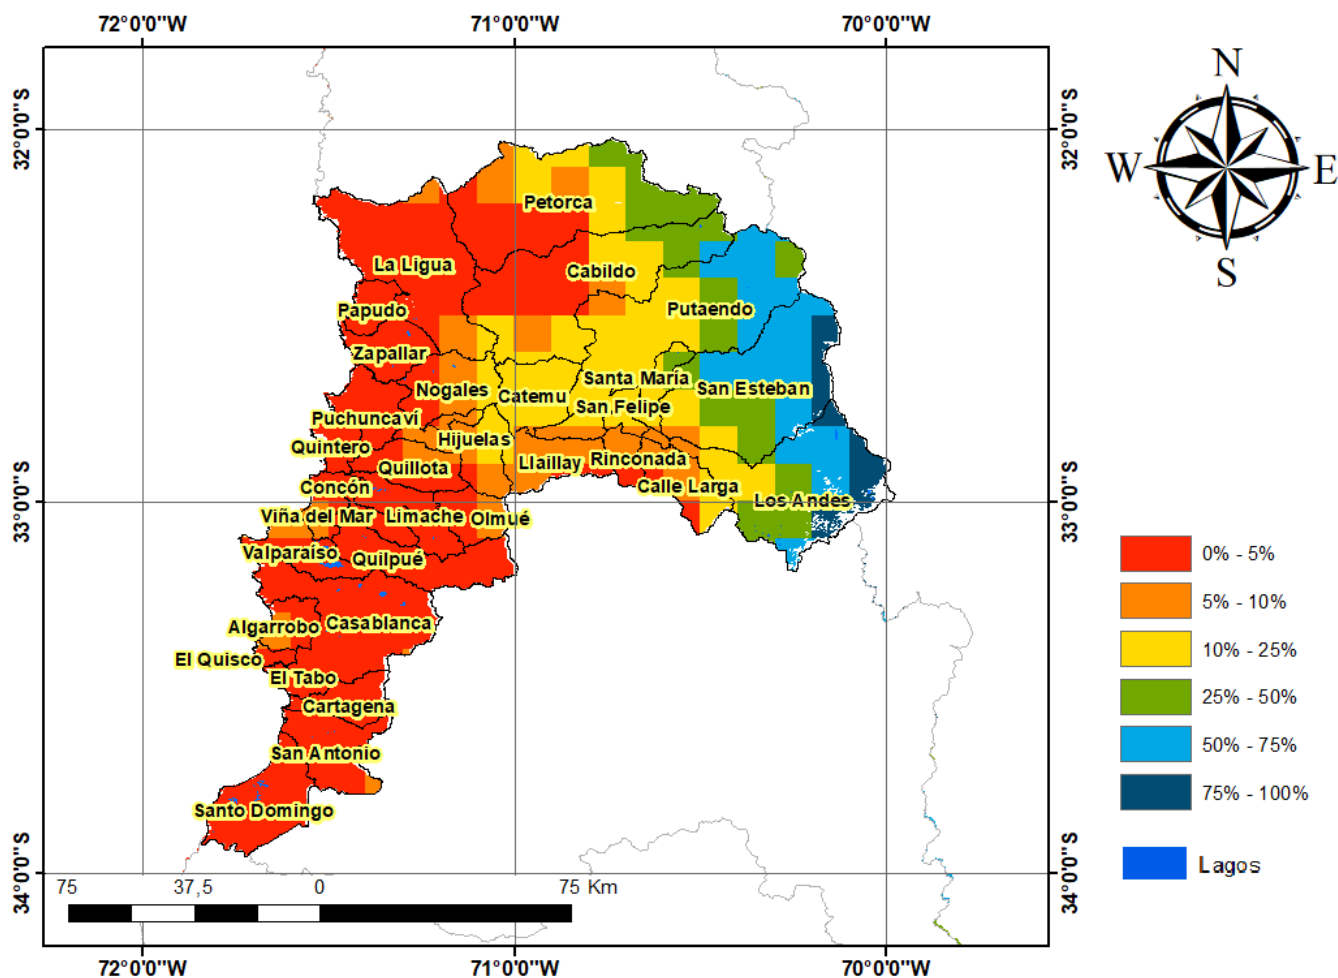 72°0'0"W 71°0'0"W 70°0'0"W
32°0'0"S 32°0'0"S
N
W E
S
Petorca
La Ligua
Cabildo
Papudo
Putaendo
Zapallar
Santa María
Nogales
Catemu
San Esteban
San Felipe
Puchuncaví
Hijuelas
Quintero
Quillota
Llaillay
Rinconada
Concón
Calle Larga
Los Andes
33°0'0"S 33°0'0"S
Viña del Mar
Limache
Olmué
Valparaíso
Quilpué
Algarrobo
Casablanca
El Quisco
El Tabo
Cartagena
San Antonio
Santo Domingo
0% - 5%
5% - 10%
10% - 25%
25% - 50%
50% - 75%
75% - 100%
Lagos
34°0'0"S 34°0'0"S
75 37,5 0 75 Km
72°0'0"W 71°0'0"W 70°0'0"W